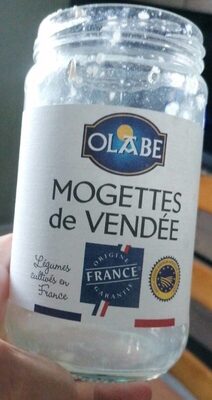 OLABE
MOGETTES
de VENDÉE
Légumes
cultivés en
France
ORIGINE
FRANCE
GARANTIE